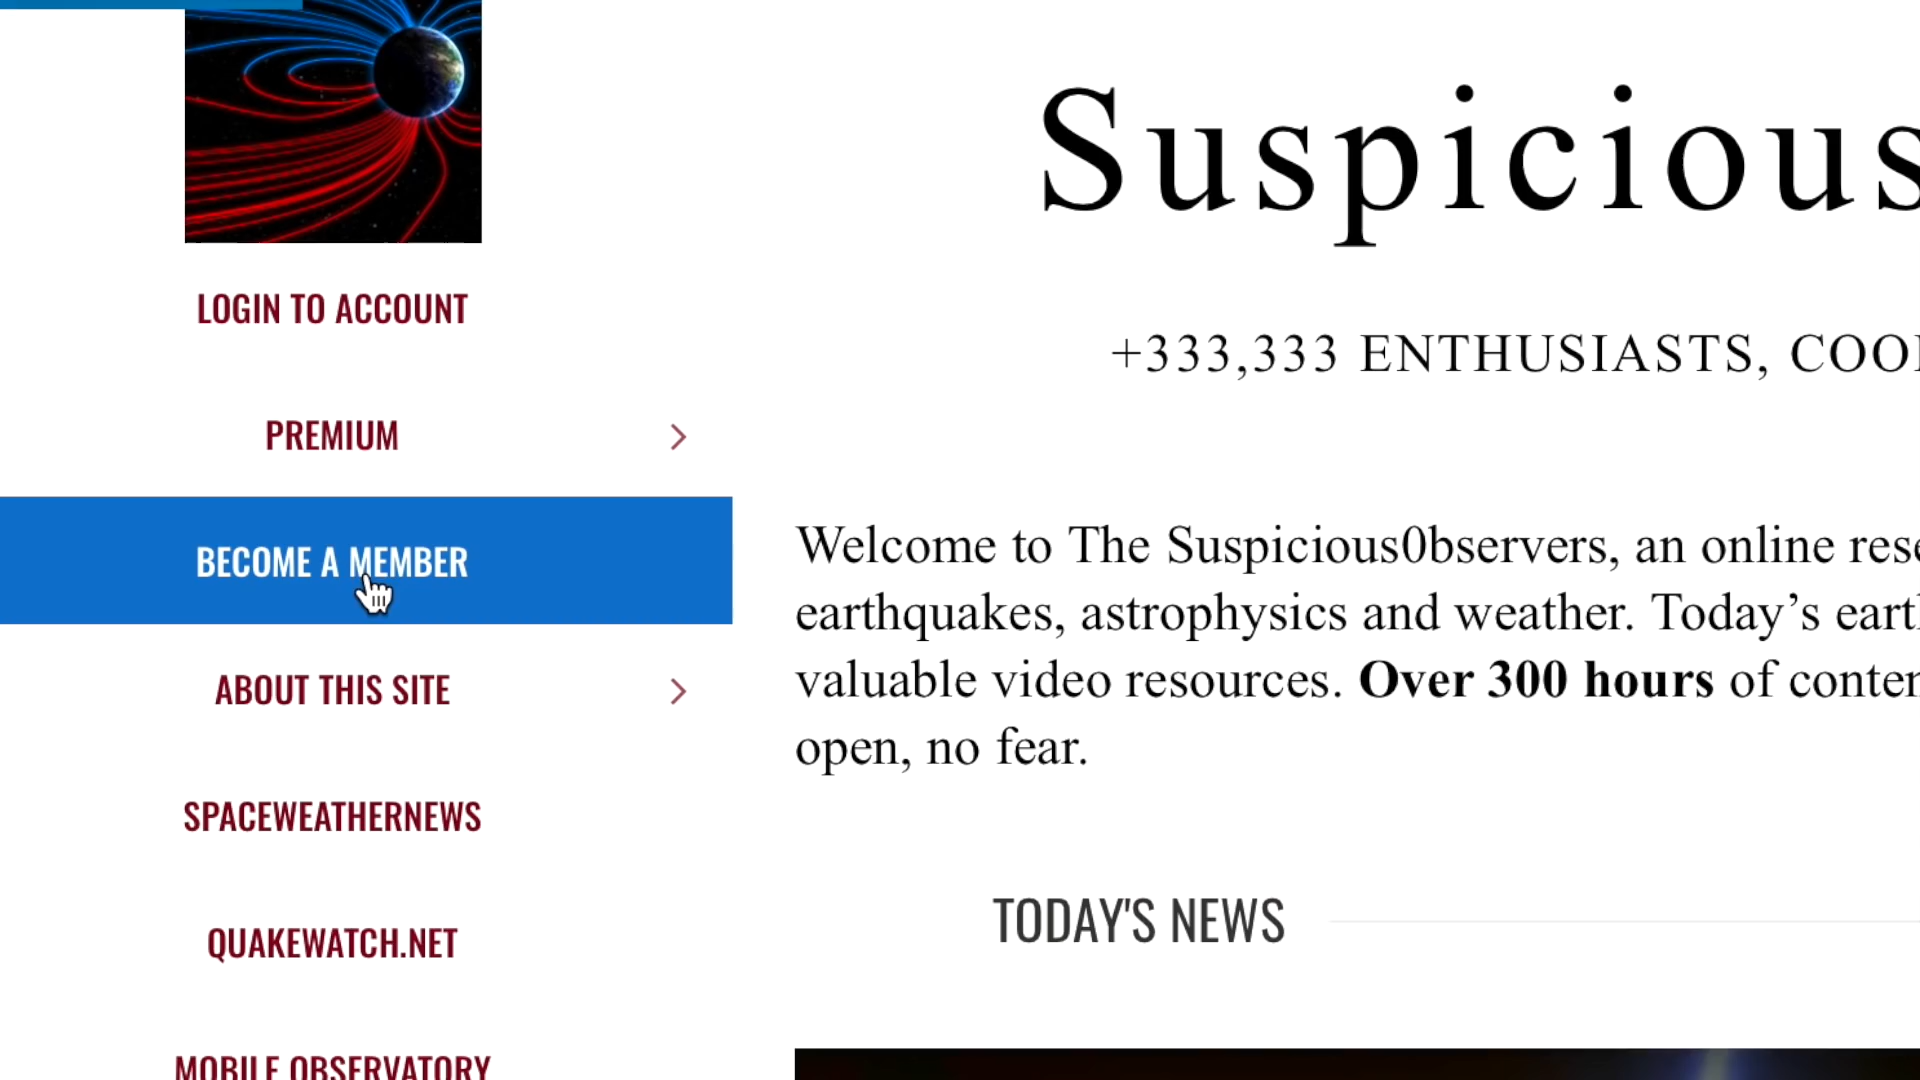 LOGIN TO ACCOUNT
PREMIUM
BECOME A MEMBER
ABOUT THIS SITE
SPACEWEATHERNEWS
QUAKEWATCH.NET
MOBILE OBSERVATORY
Suspicious
+333,333 ENTHUSIASTS,
Welcome to The Suspicious0bservers, an online
earthquakes, astrophysics and weather. Today’s
valuable video resources. Over 300 hours of
open, no fear.
TODAY'S NEWS